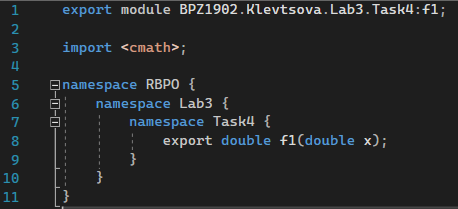 1 export module BPZ1902.Klevtsova.Lab3.Task4:f1;
2
3 import <cmath>;
4
5 namespace RBPO {
6 namespace Lab3 {
7 namespace Task4 {
8 export double f1(double x);
9 }
10 }
11 }